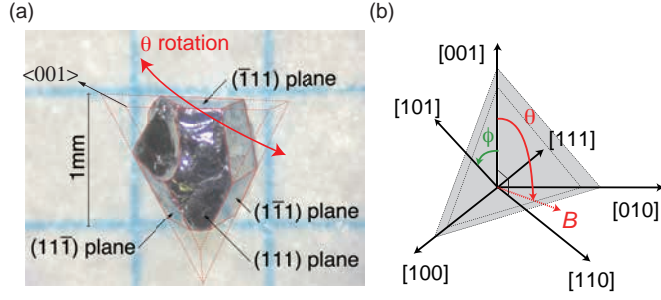 (a)
θ rotation
<001>
(1̅11) plane
1mm
(11̅1) plane
(111̅) plane
(111) plane
(b)
[001]
[101]
θ
ϕ
[111]
[010]
B
[100]
[110]